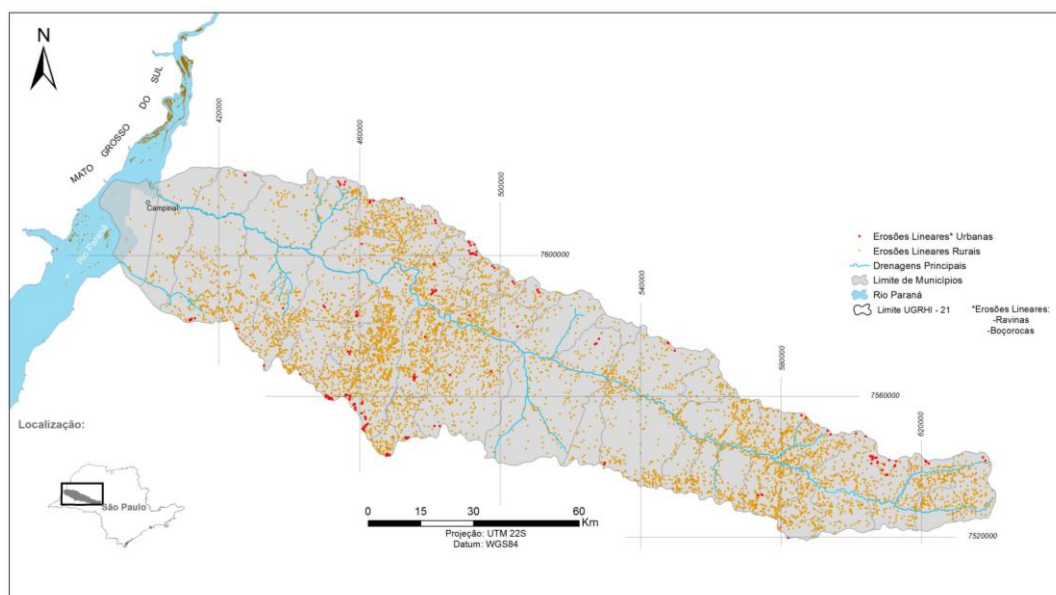 N
MATO GROSSO DO SUL
420000
460000
500000
Campinal
Rio Paraná
7600000
540000
Erosões Lineares* Urbanas
Erosões Lineares Rurais
Drenagens Principais
Limite de Municípios
Rio Paraná
Limite UGRHI - 21
*Erosões Lineares:
-Ravinas
-Boçorocas
580000
7560000
620000
Localização:
São Paulo
0 15 30 60
Km
Projeção: UTM 22S
Datum: WGS84
7520000